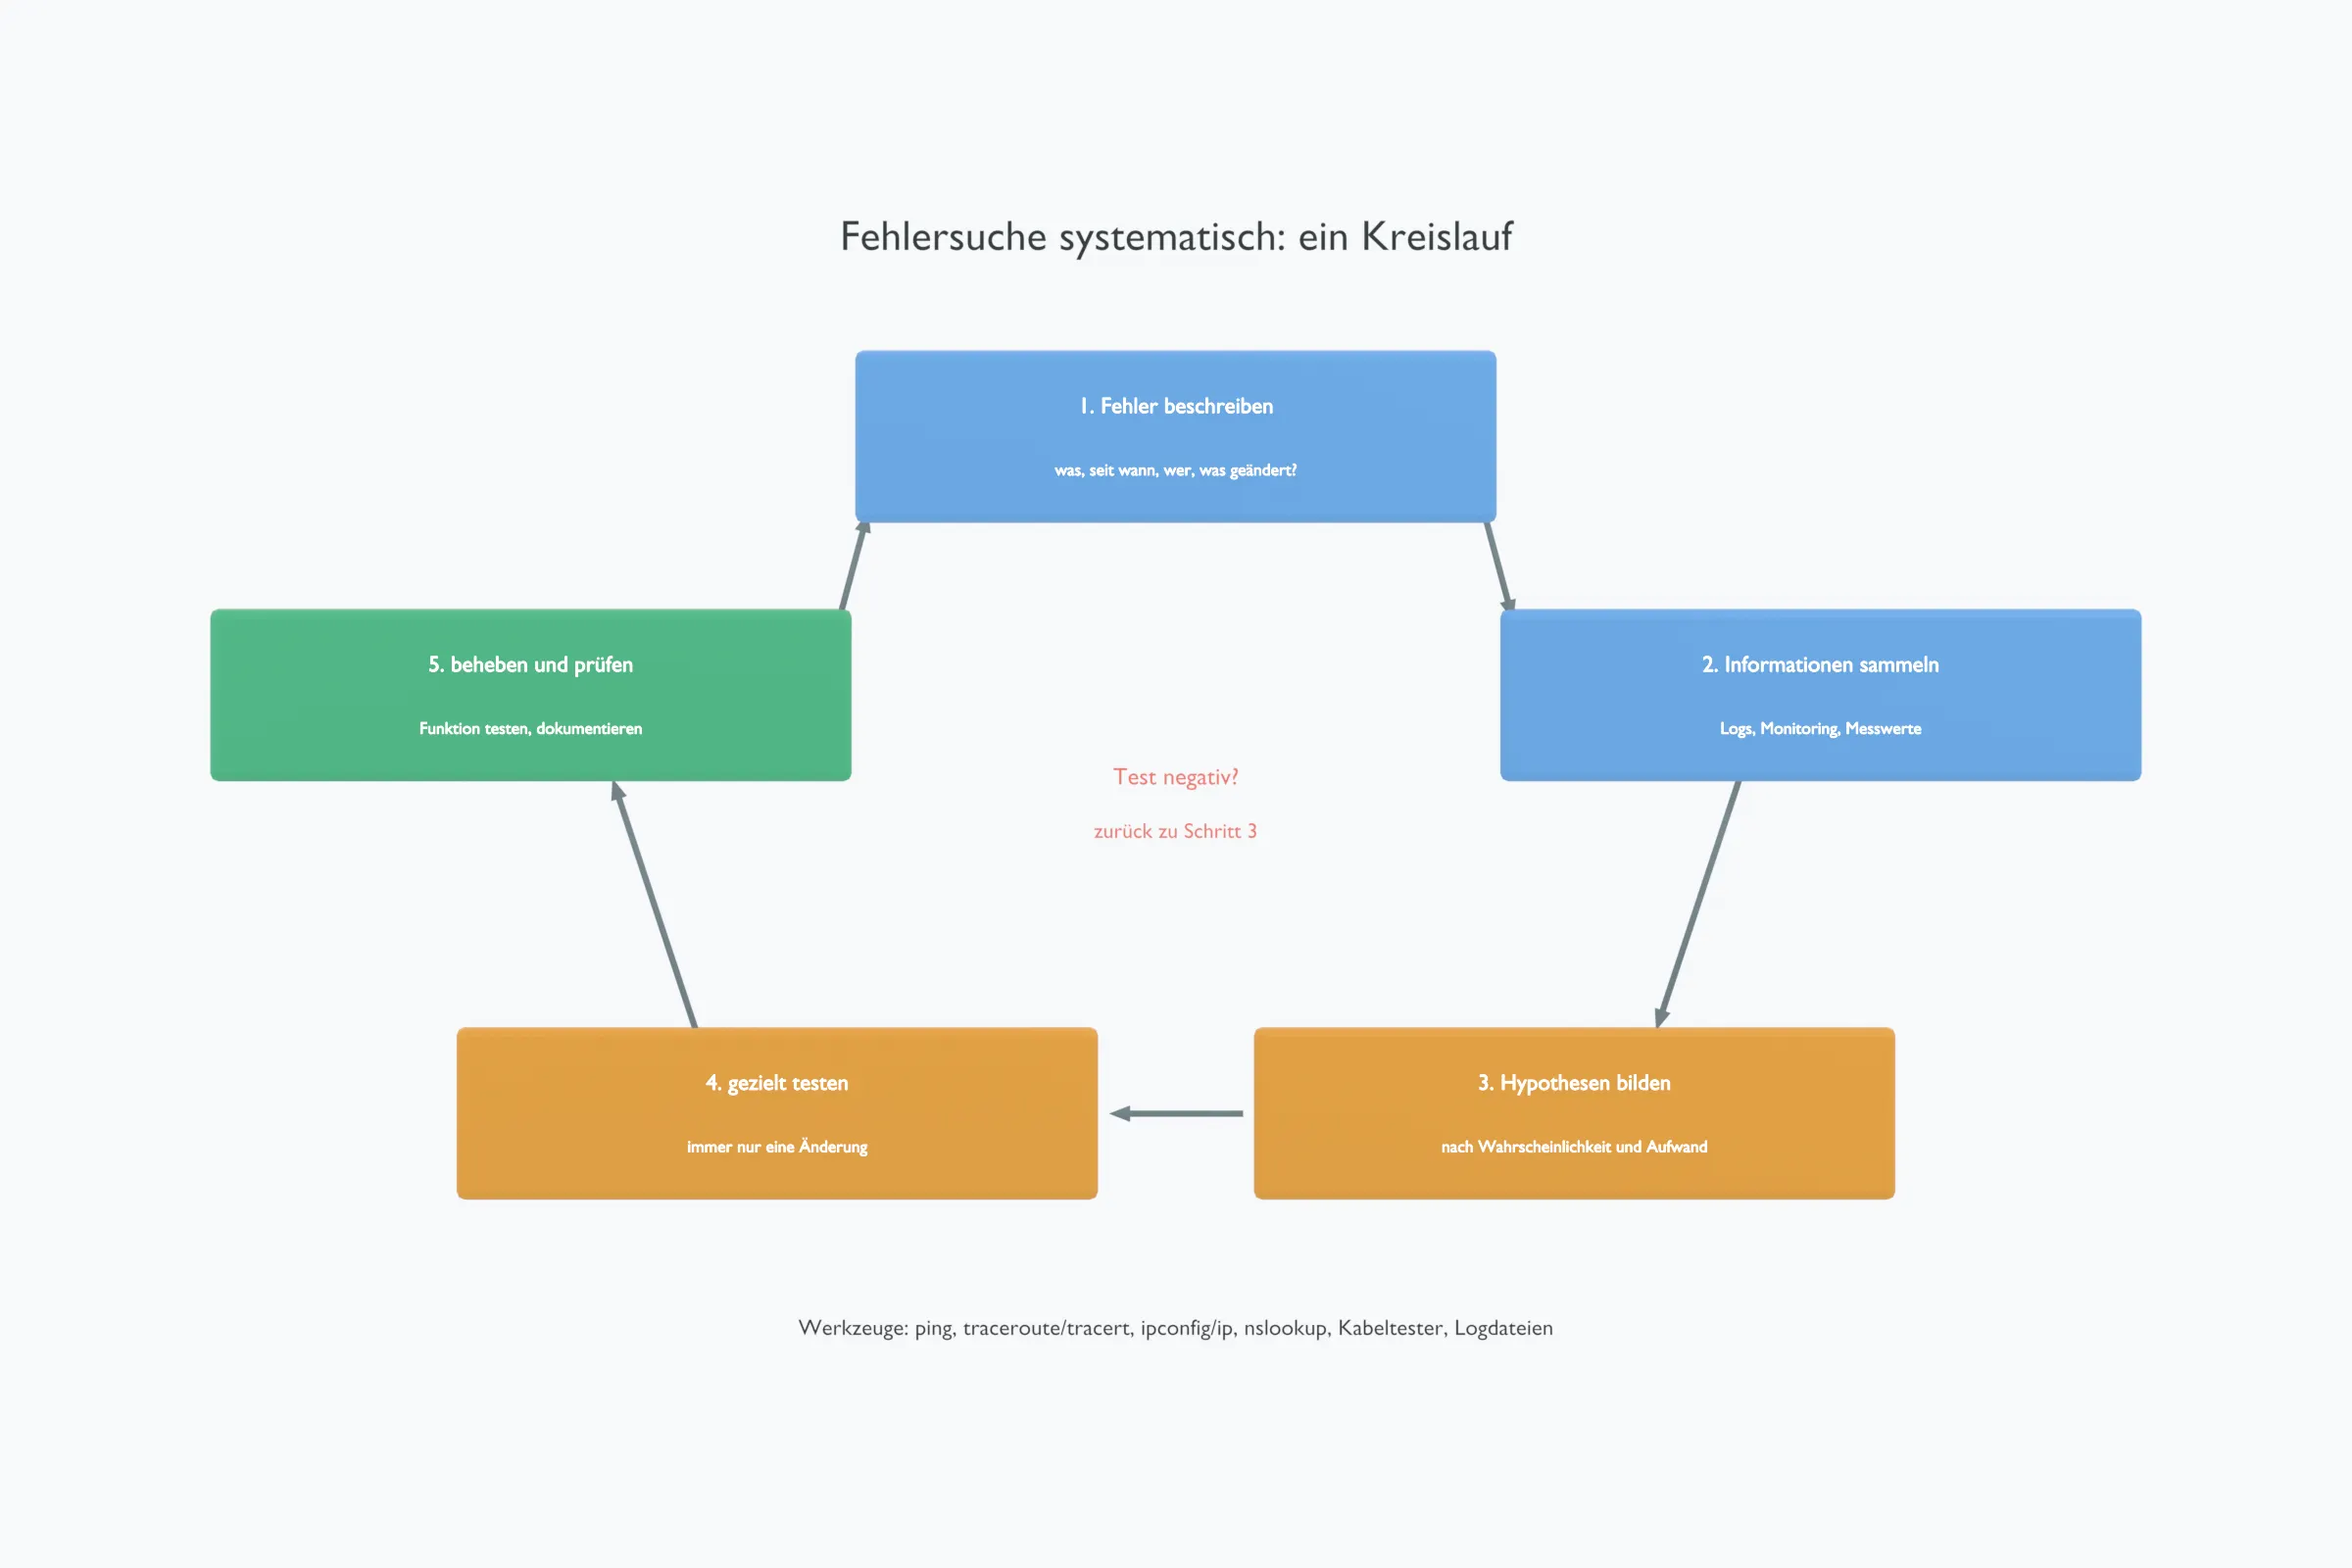 Fehlersuche systematisch: ein Kreislauf
1. Fehler beschreiben
was, seit wann, wer, was geändert?
2. Informationen sammeln
Logs, Monitoring, Messwerte
3. Hypothesen bilden
nach Wahrscheinlichkeit und Aufwand
4. gezielt testen
immer nur eine Änderung
5. beheben und prüfen
Funktion testen, dokumentieren
Test negativ?
zurück zu Schritt 3
Werkzeuge: ping, traceroute/tracert, ipconfig/ip, nslookup, Kabeltester, Logdateien